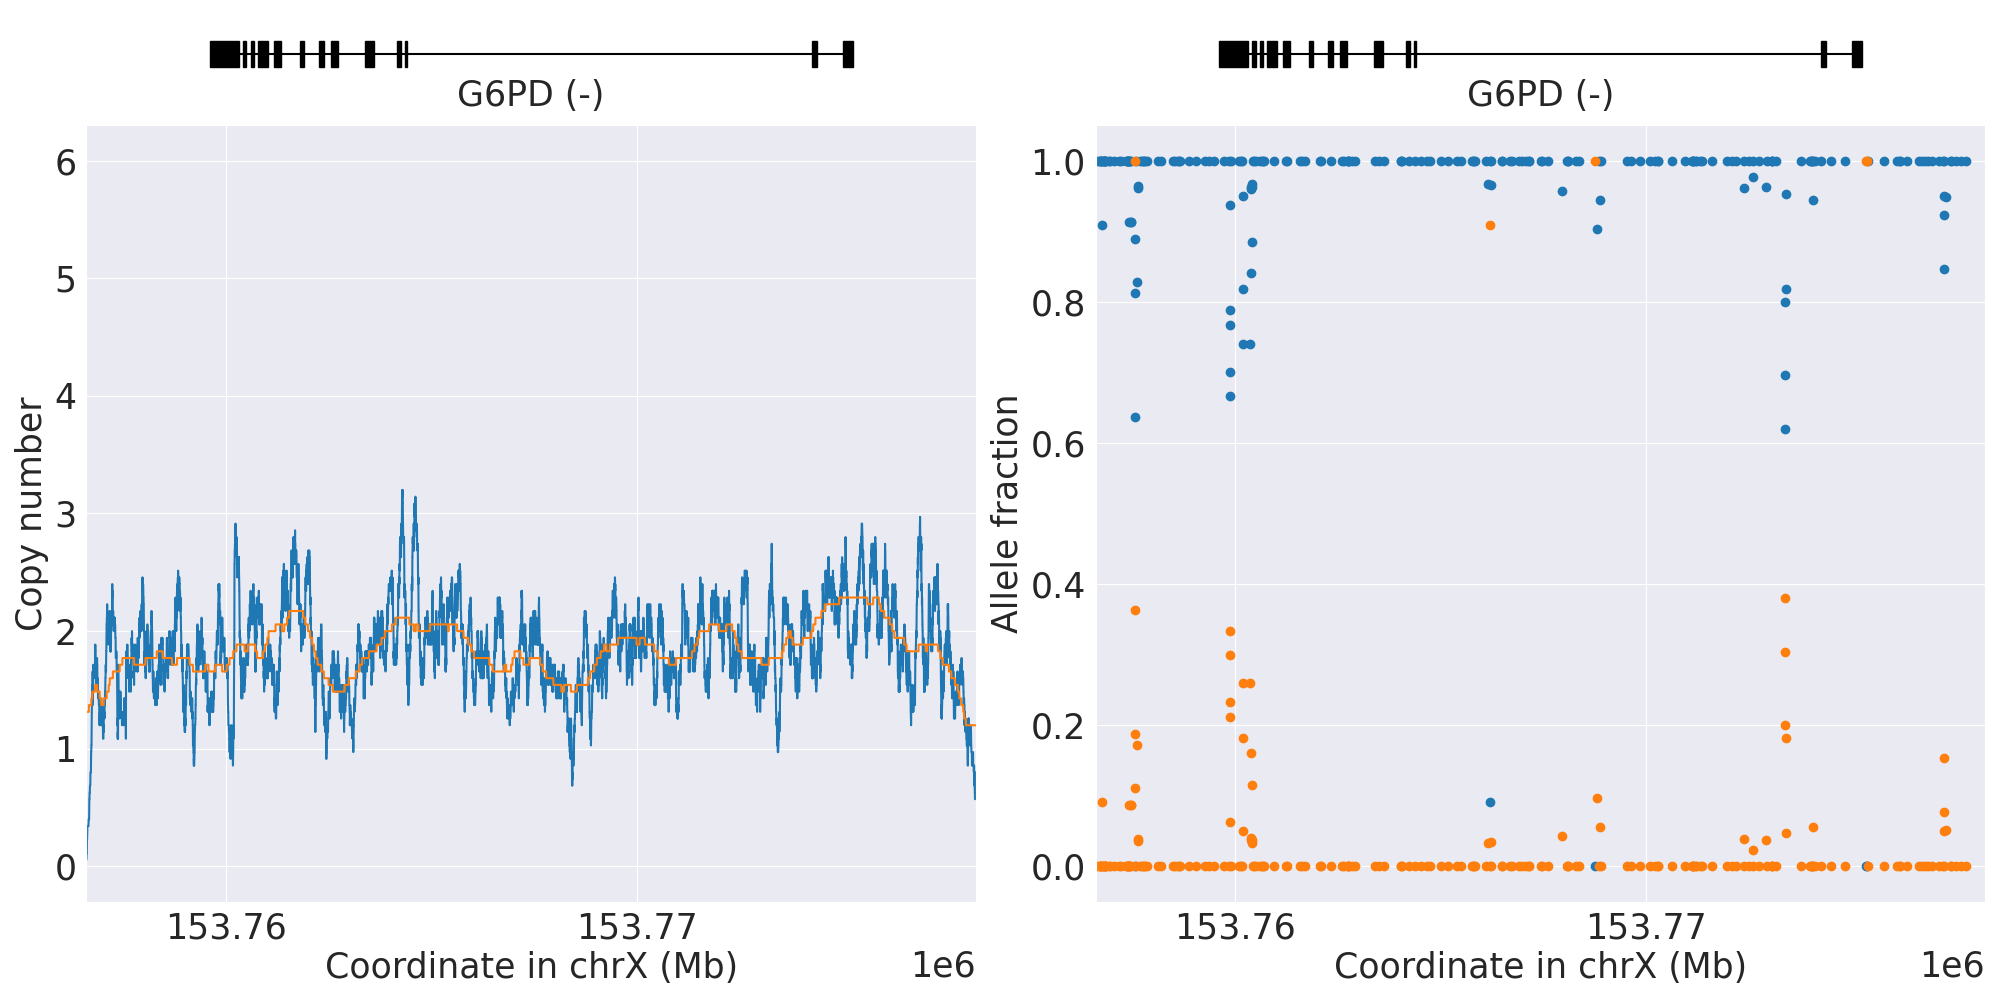 G6PD (-)
6
5
4
3
2
1
0
Copy number
153.76
153.77
Coordinate in chrX (Mb)
1e6
G6PD (-)
1.0
0.8
0.6
0.4
0.2
0.0
Allele fraction
153.76
153.77
Coordinate in chrX (Mb)
1e6